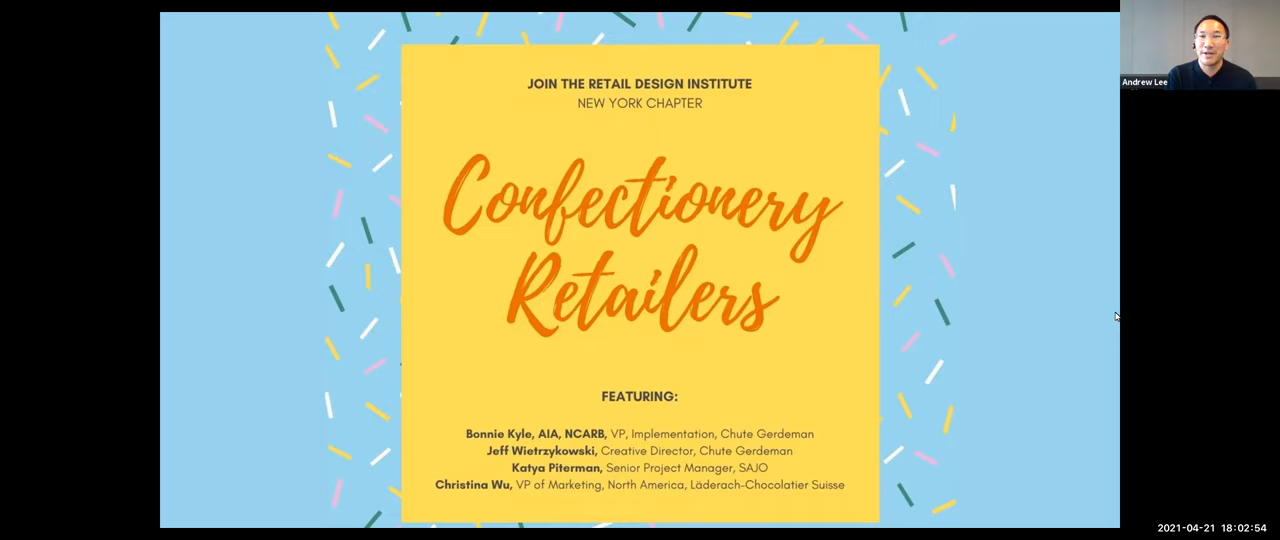 JOIN THE RETAIL DESIGN INSTITUTE
NEW YORK CHAPTER
Confectionery
Retailers
FEATURING:
Bonnie Kyle, AIA, NCARB, VP, Implementation, Chute Gerdeman
Jeff Wietrzykowski, Creative Director, Chute Gerdeman
Katya Piterman, Senior Project Manager, SAJO
Christina Wu, VP of Marketing, North America, Läderach-Chocolatier Suisse
Andrew Lee
2021-04-21 18:02:54